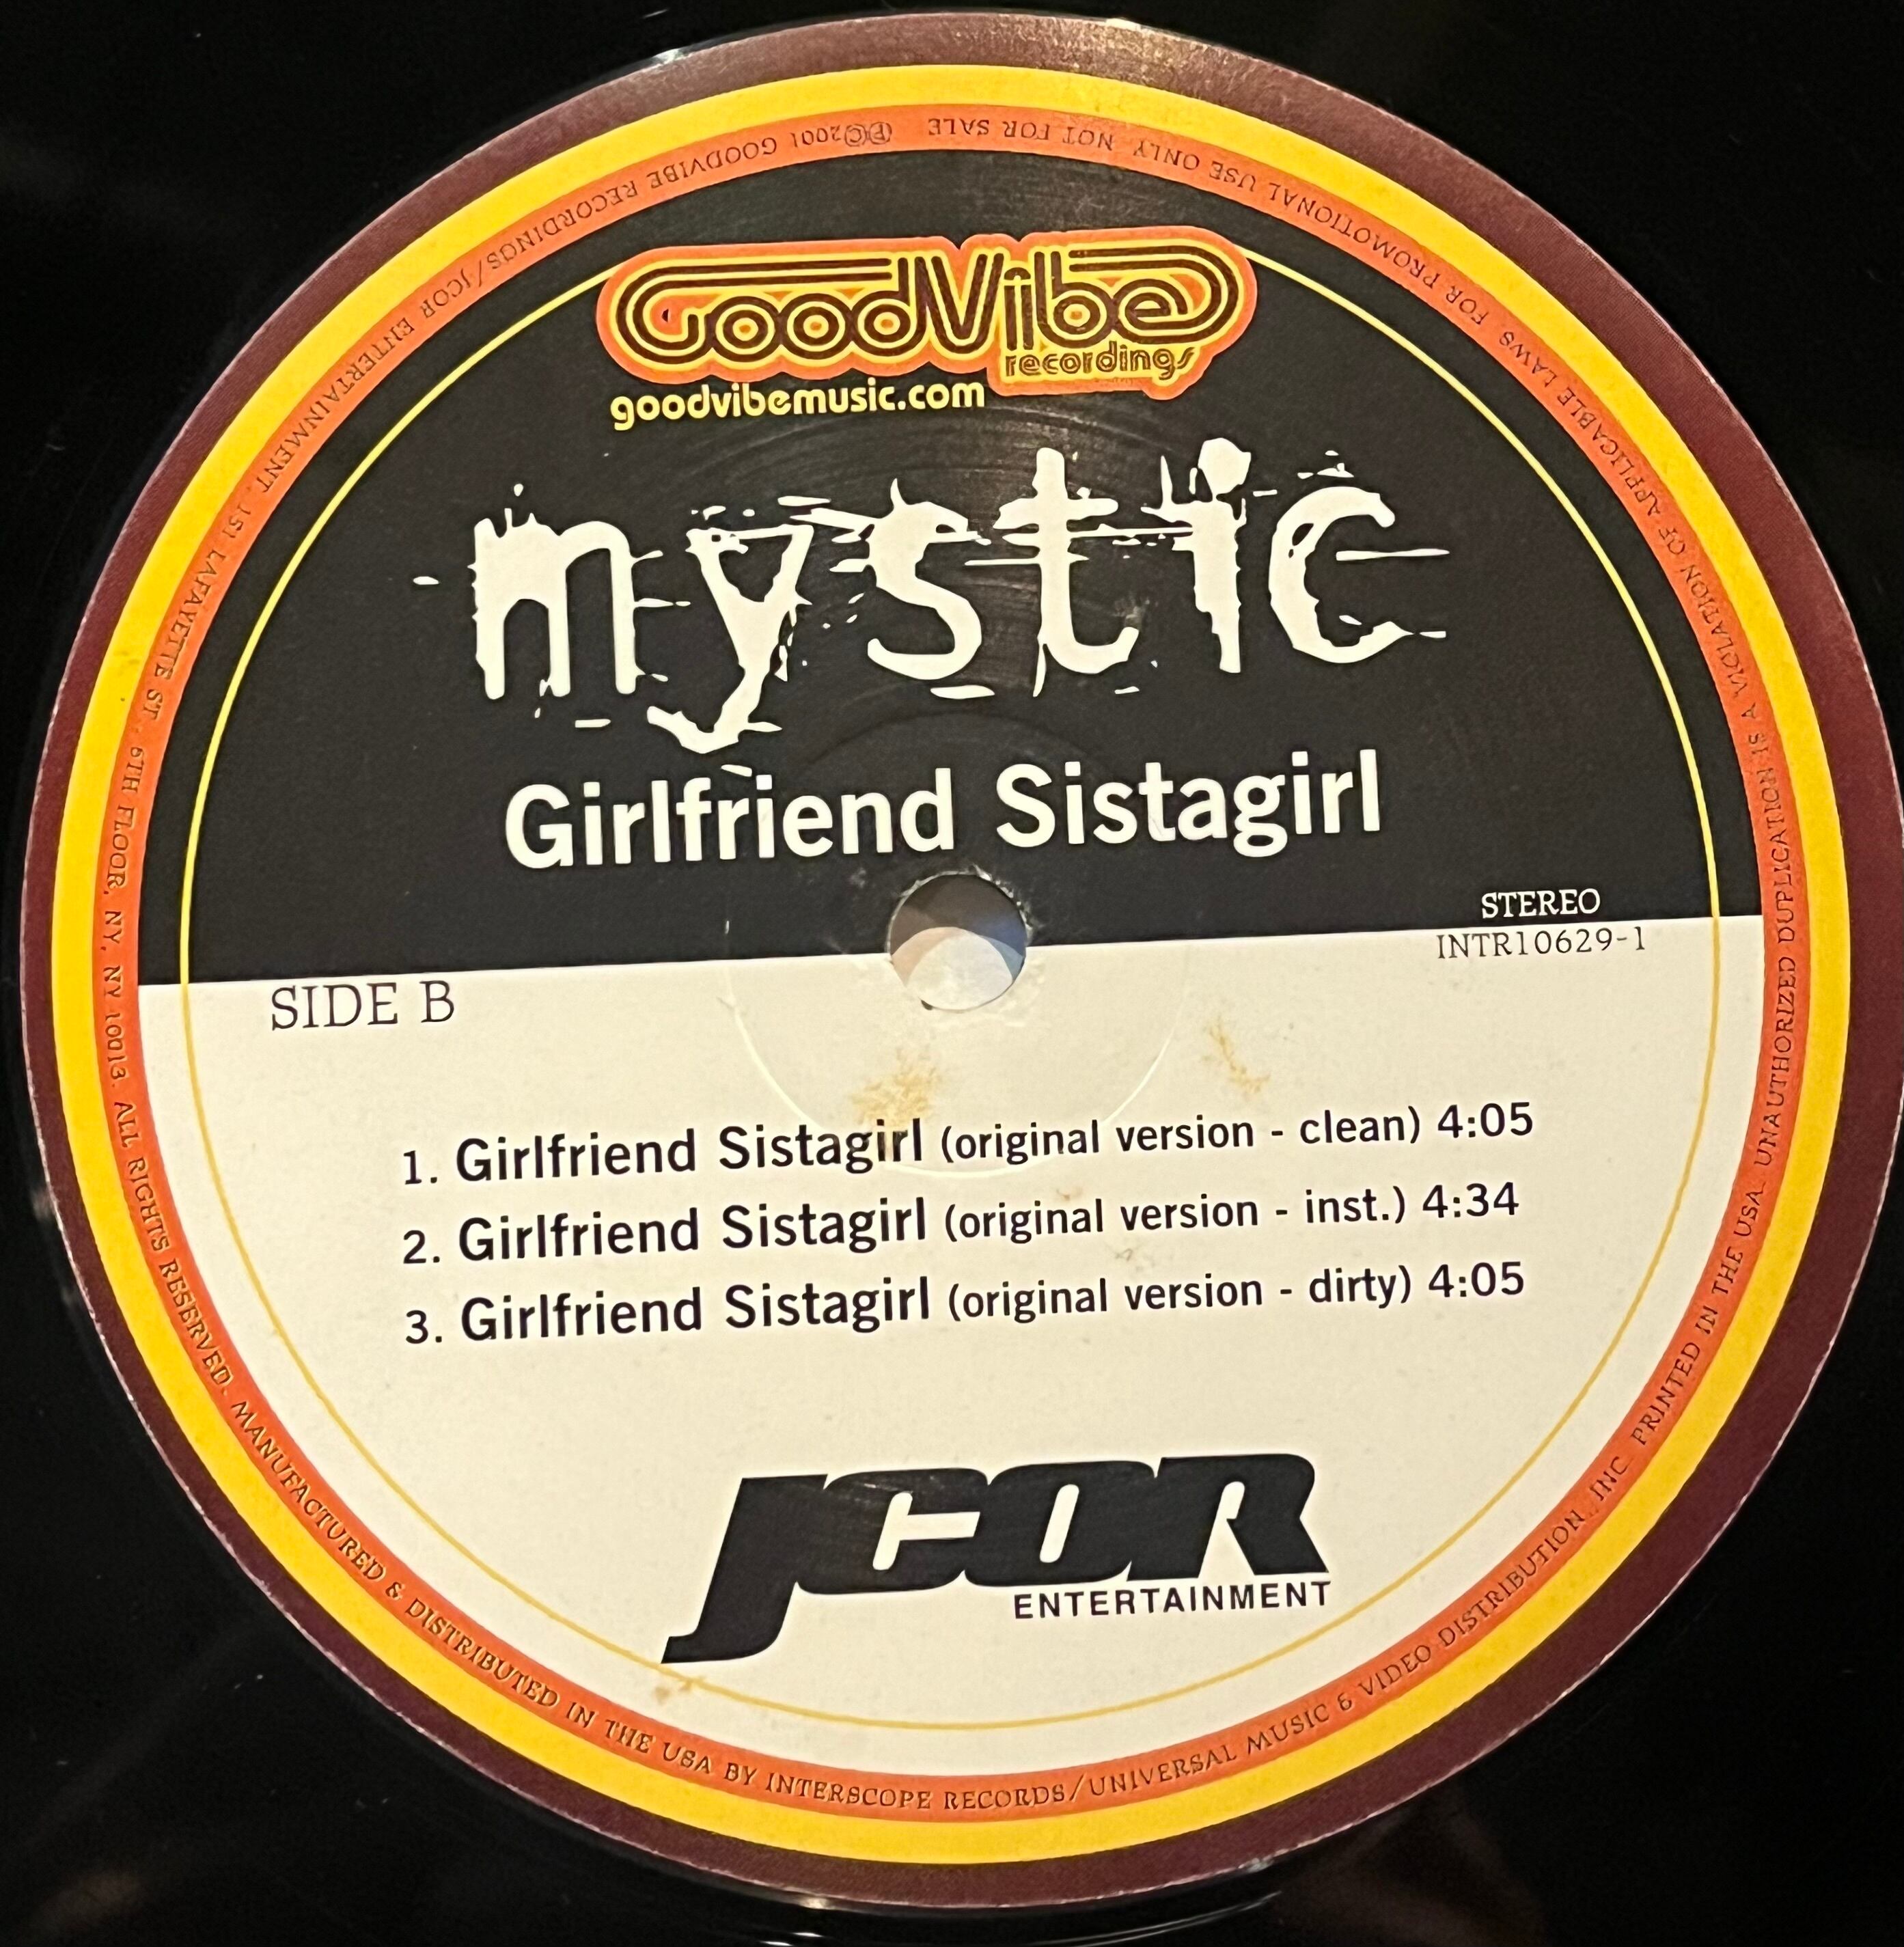 GoodVibe
recordings
goodvibemusic.com
mystic
Girlfriend Sistagirl
STEREO
INTR10629-1
SIDE B
1. Girlfriend Sistagirl (original version - clean) 4:05
2. Girlfriend Sistagirl (original version - inst.) 4:34
3. Girlfriend Sistagirl (original version - dirty) 4:05
JCOR
ENTERTAINMENT
℗©2001 GOODVIBE RECORDINGS/JCOR ENTERTAINMENT. 151 LAFAYETTE ST., 6TH FLOOR, NY, NY 10013. ALL RIGHTS RESERVED. MANUFACTURED & DISTRIBUTED IN THE USA BY INTERSCOPE RECORDS/UNIVERSAL MUSIC & VIDEO DISTRIBUTION, INC. PRINTED IN THE USA. UNAUTHORIZED DUPLICATION IS A VIOLATION OF APPLICABLE LAWS. FOR PROMOTIONAL USE ONLY. NOT FOR SALE